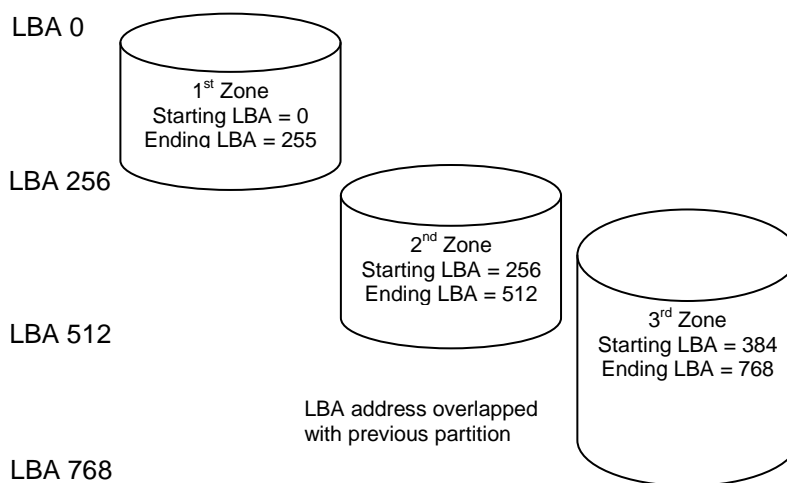 LBA 0
1st Zone
Starting LBA = 0
Ending LBA = 255
LBA 256
2nd Zone
Starting LBA = 256
Ending LBA = 512
3rd Zone
Starting LBA = 384
Ending LBA = 768
LBA 512
LBA address overlapped
with previous partition
LBA 768